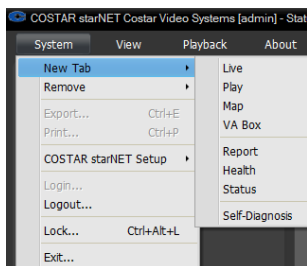 COSTAR starNET Costar Video Systems [admin] - Stat
System View Playback About
New Tab
Remove
Export... Ctrl+E
Print... Ctrl+P
COSTAR starNET Setup
Login...
Logout...
Lock... Ctrl+Alt+L
Exit...
Live
Play
Map
VA Box
Report
Health
Status
Self-Diagnosis